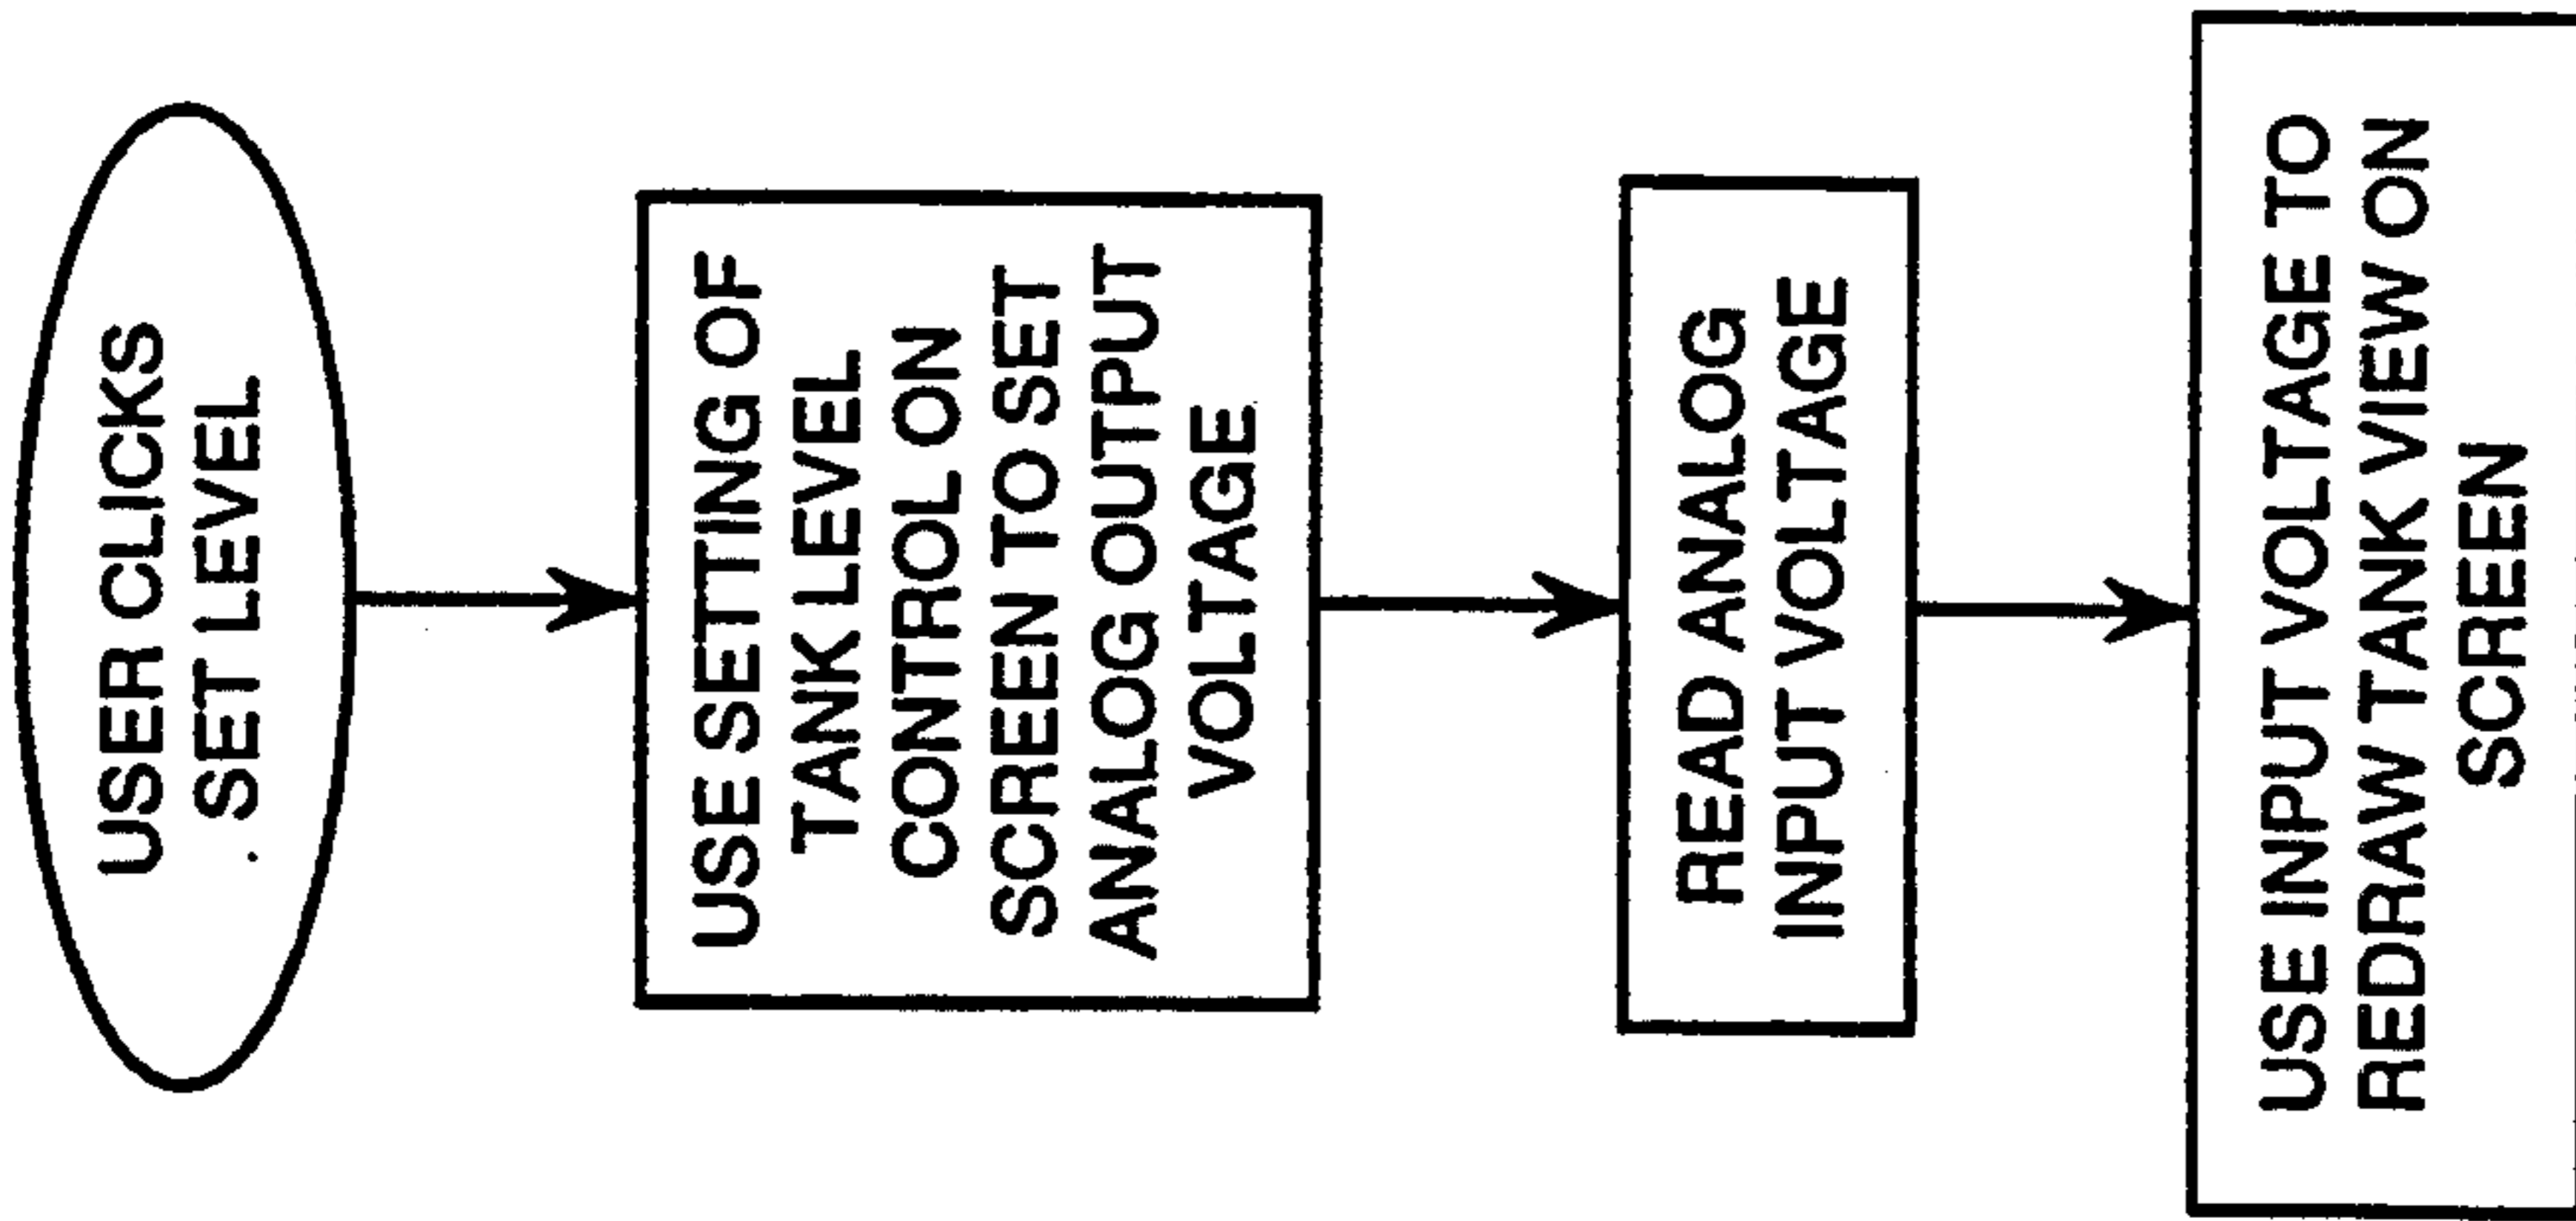 USER CLICKS
SET LEVEL
USE SETTING OF
TANK LEVEL
CONTROL ON
SCREEN TO SET
ANALOG OUTPUT
VOLTAGE
READ ANALOG
INPUT VOLTAGE
USE INPUT VOLTAGE TO
REDRAW TANK VIEW ON
SCREEN